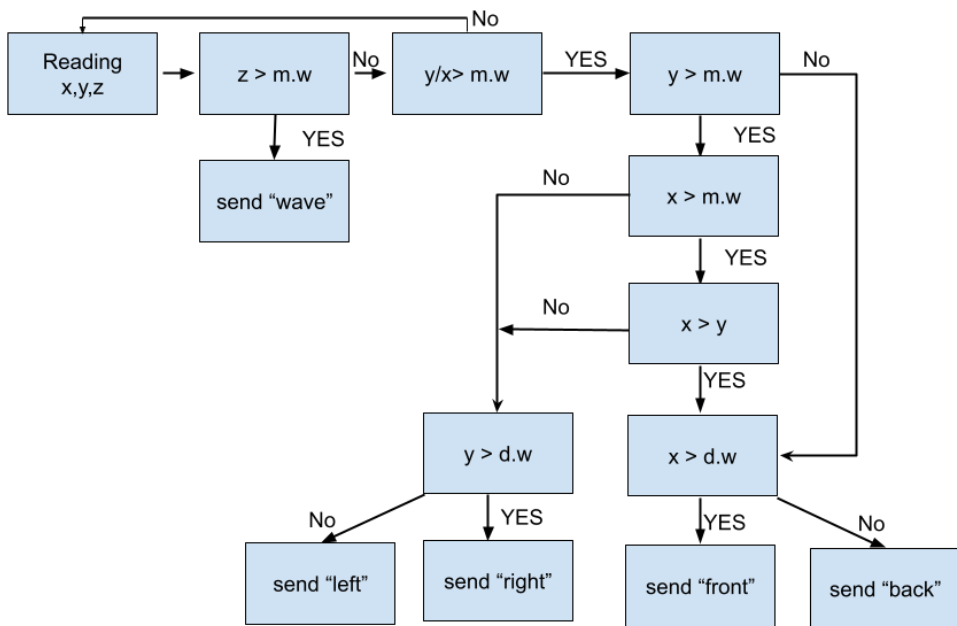 No
Reading
x,y,z
z > m.w
No
y/x> m.w
YES
y > m.w
No
YES
YES
send “wave”
No
x > m.w
YES
No
x > y
YES
y > d.w
x > d.w
No
YES
YES
No
send “left”
send “right”
send “front”
send “back”